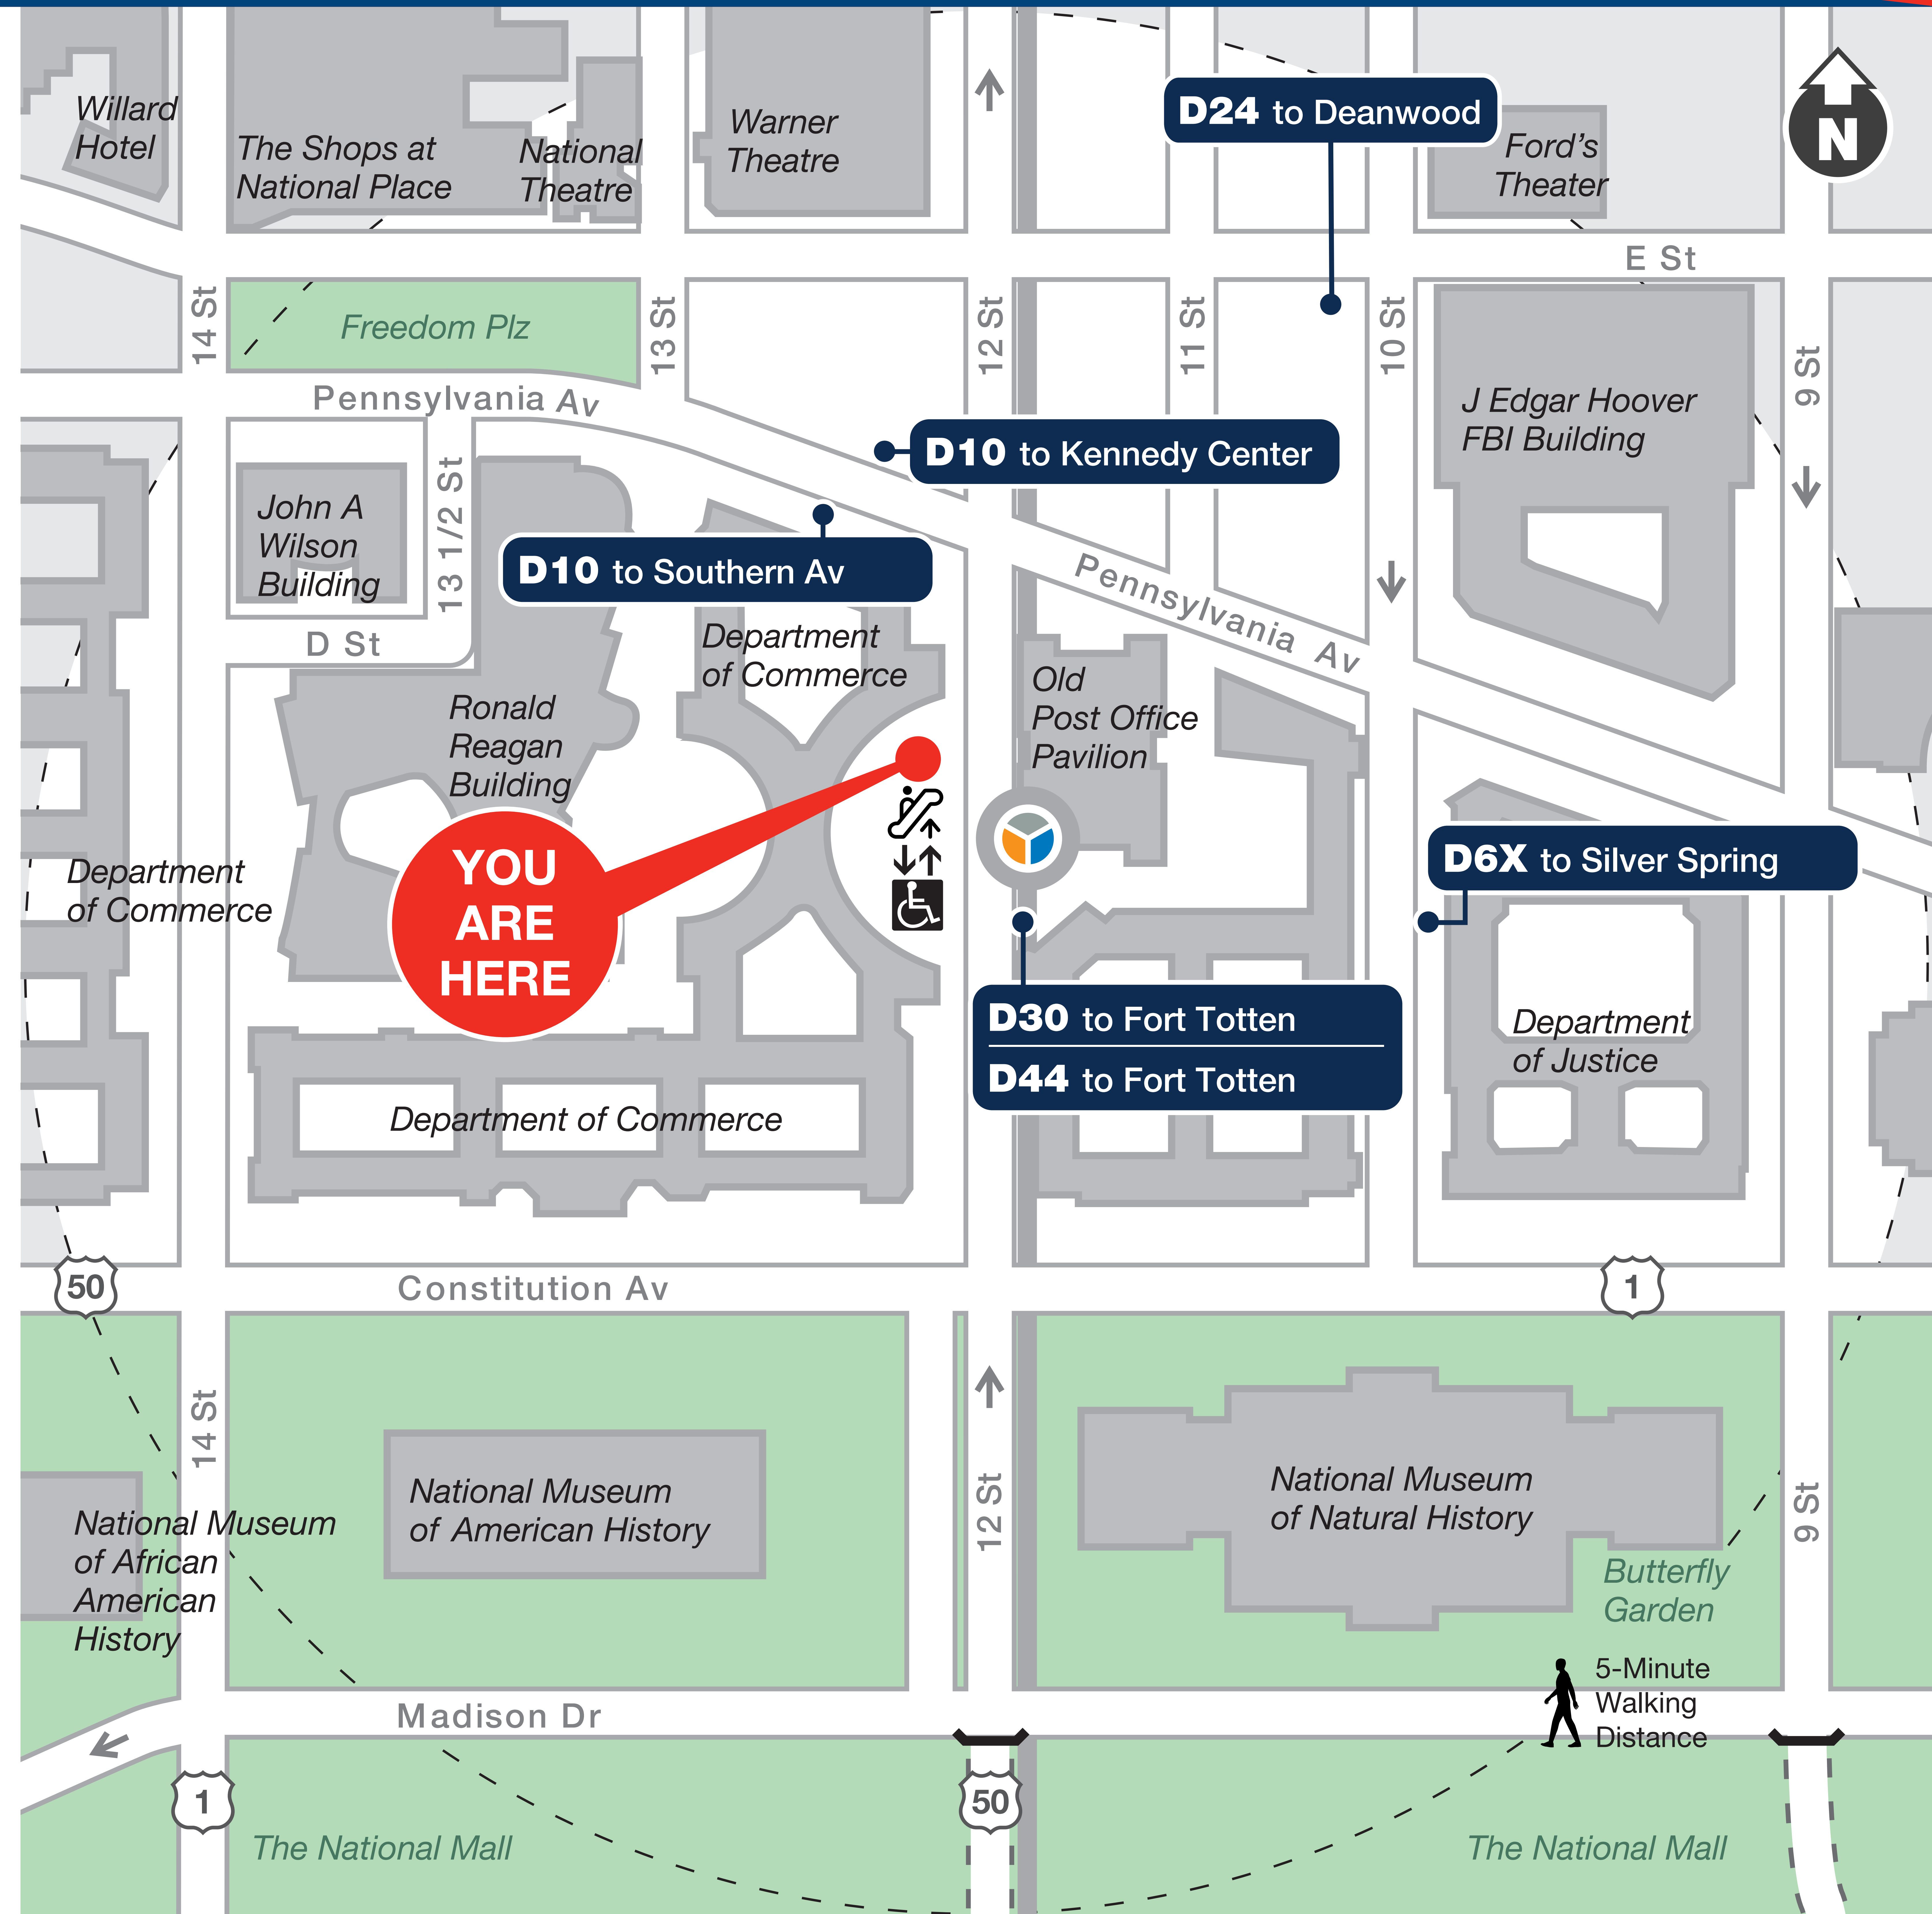 Willard
Hotel
The Shops at
National Place
National
Theatre
Warner
Theatre
D24 to Deanwood
Ford's
Theater
N
E St
14 St
Freedom Plz
13 St
12 St
11 St
10 St
9 St
Pennsylvania Av
J Edgar Hoover
FBI Building
D10 to Kennedy Center
John A
Wilson
Building
13 1/2 St
D10 to Southern Av
Pennsylvania Av
D St
Department
of Commerce
Old
Post Office
Pavilion
Ronald
Reagan
Building
YOU
ARE
HERE
Department
of Commerce
D6X to Silver Spring
D30 to Fort Totten
D44 to Fort Totten
Department
of Justice
Department of Commerce
50
Constitution Av
1
14 St
National Museum
of American History
12 St
National Museum
of Natural History
9 St
National Museum
of African
American
History
Butterfly
Garden
5-Minute
Walking
Distance
Madison Dr
1
50
The National Mall
The National Mall